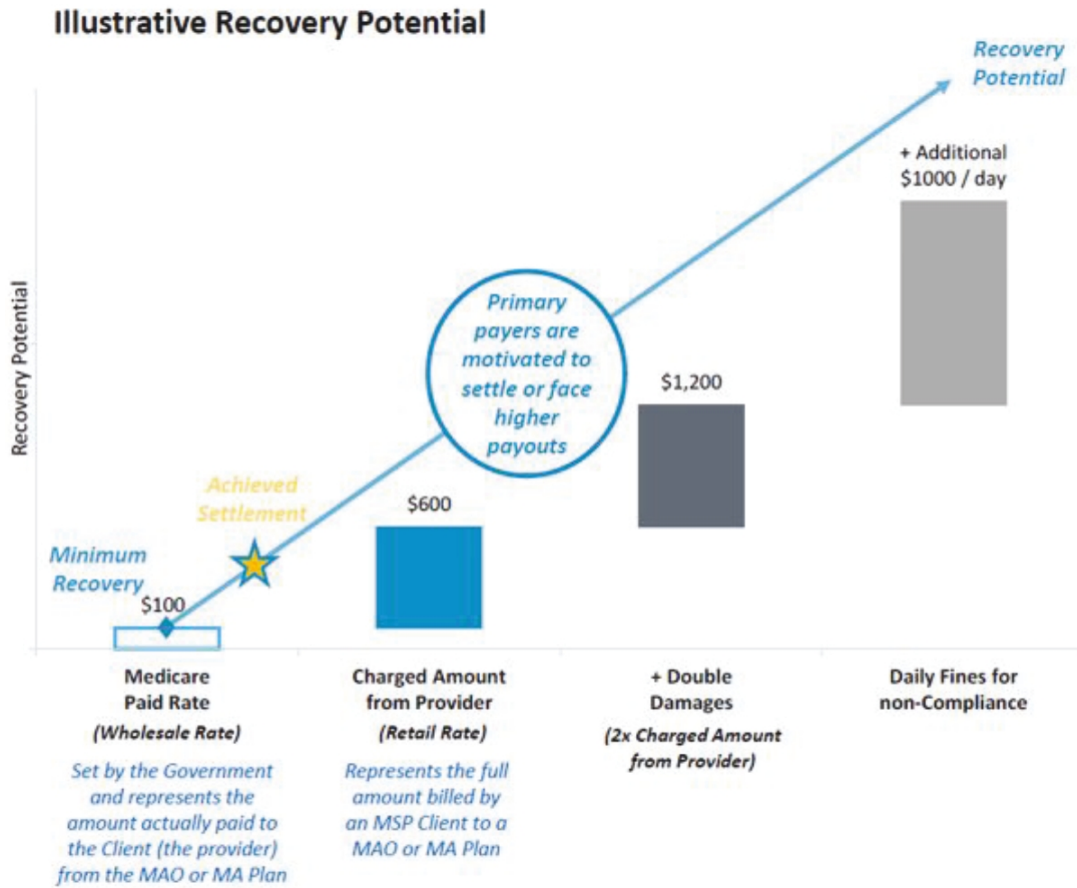 Illustrative Recovery Potential
Recovery
Potential
+ Additional
$1000 / day
Recovery Potential
Primary
payers are
motivated to
settle or face
higher
payouts
$1,200
Achieved
Settlement
$600
Minimum
Recovery
$100
Medicare
Paid Rate
(Wholesale Rate)
Set by the Government
and represents the
amount actually paid to
the Client (the provider)
from the MAO or MA Plan
Charged Amount
from Provider
(Retail Rate)
Represents the full
amount billed by
an MSP Client to a
MAO or MA Plan
+ Double
Damages
(2x Charged Amount
from Provider)
Daily Fines for
non-Compliance